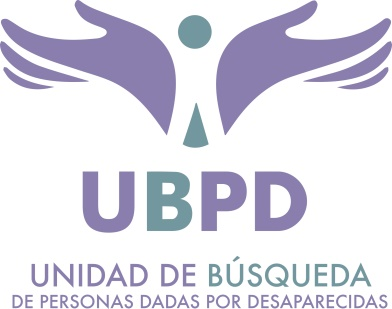 UBPD
UNIDAD DE BÚSQUEDA
DE PERSONAS DADAS POR DESAPARECIDAS